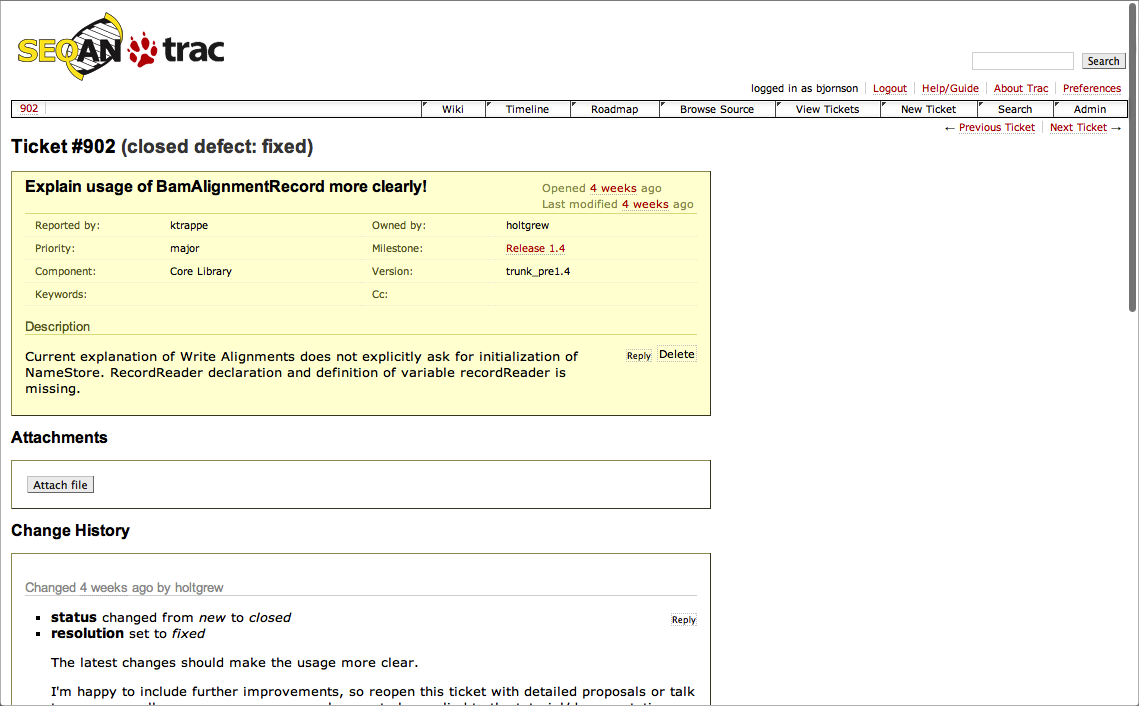 SEQAN trac
Search
logged in as bjornson Logout Help/Guide About Trac Preferences
902 Wiki Timeline Roadmap Browse Source View Tickets New Ticket Search Admin
← Previous Ticket Next Ticket →
Ticket #902 (closed defect: fixed)
Explain usage of BamAlignmentRecord more clearly!
Opened 4 weeks ago
Last modified 4 weeks ago
Reported by: ktrappe Owned by: holtgrew
Priority: major Milestone: Release 1.4
Component: Core Library Version: trunk_pre1.4
Keywords: Cc:
Description
Reply Delete
Current explanation of Write Alignments does not explicitly ask for initialization of
NameStore. RecordReader declaration and definition of variable recordReader is
missing.
Attachments
Attach file
Change History
Changed 4 weeks ago by holtgrew
Reply
▪ status changed from new to closed
▪ resolution set to fixed
The latest changes should make the usage more clear.
I'm happy to include further improvements, so reopen this ticket with detailed proposals or talk